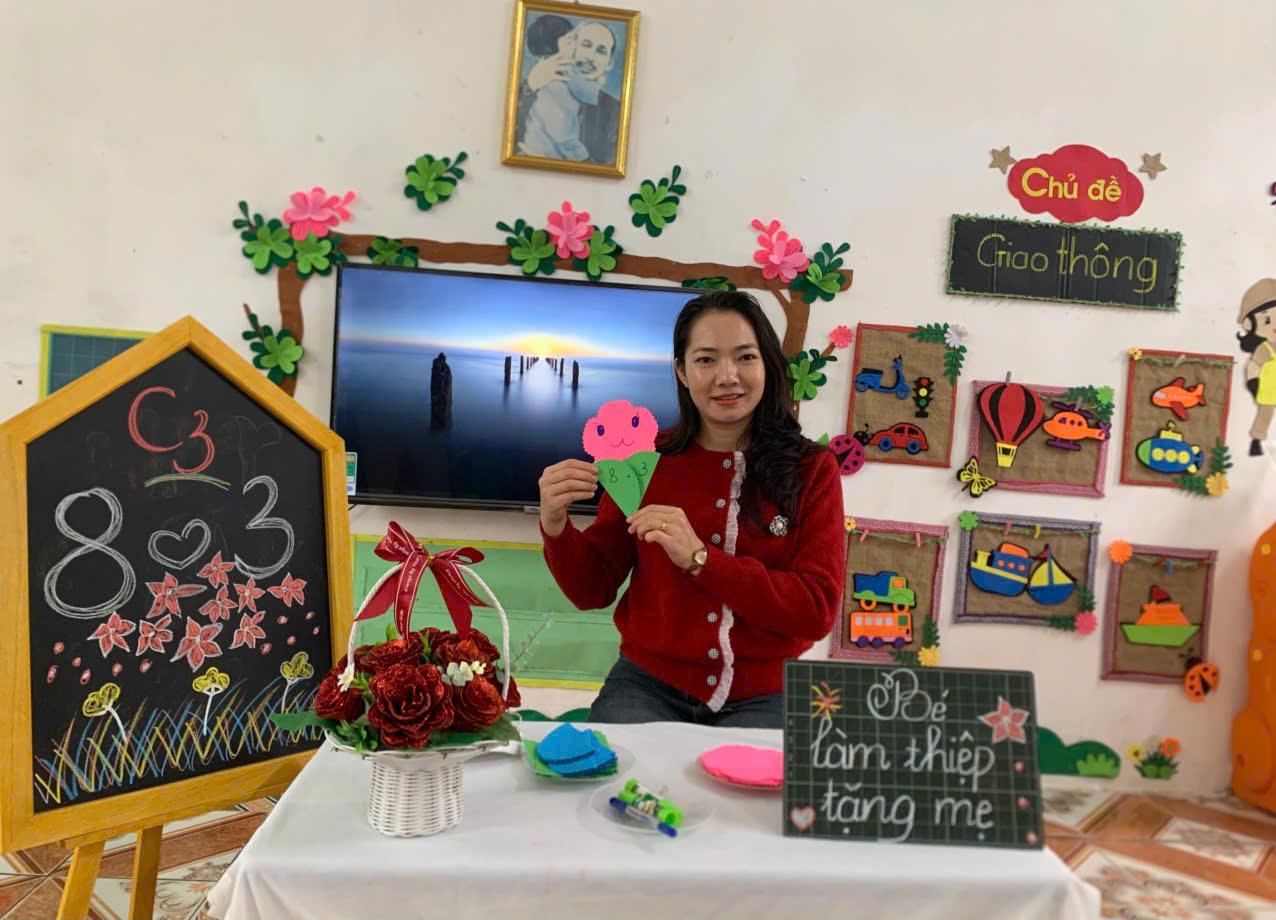 C3
8 3
8.3
Chủ đề
Giao thông
Bé
làm thiệp
tặng mẹ